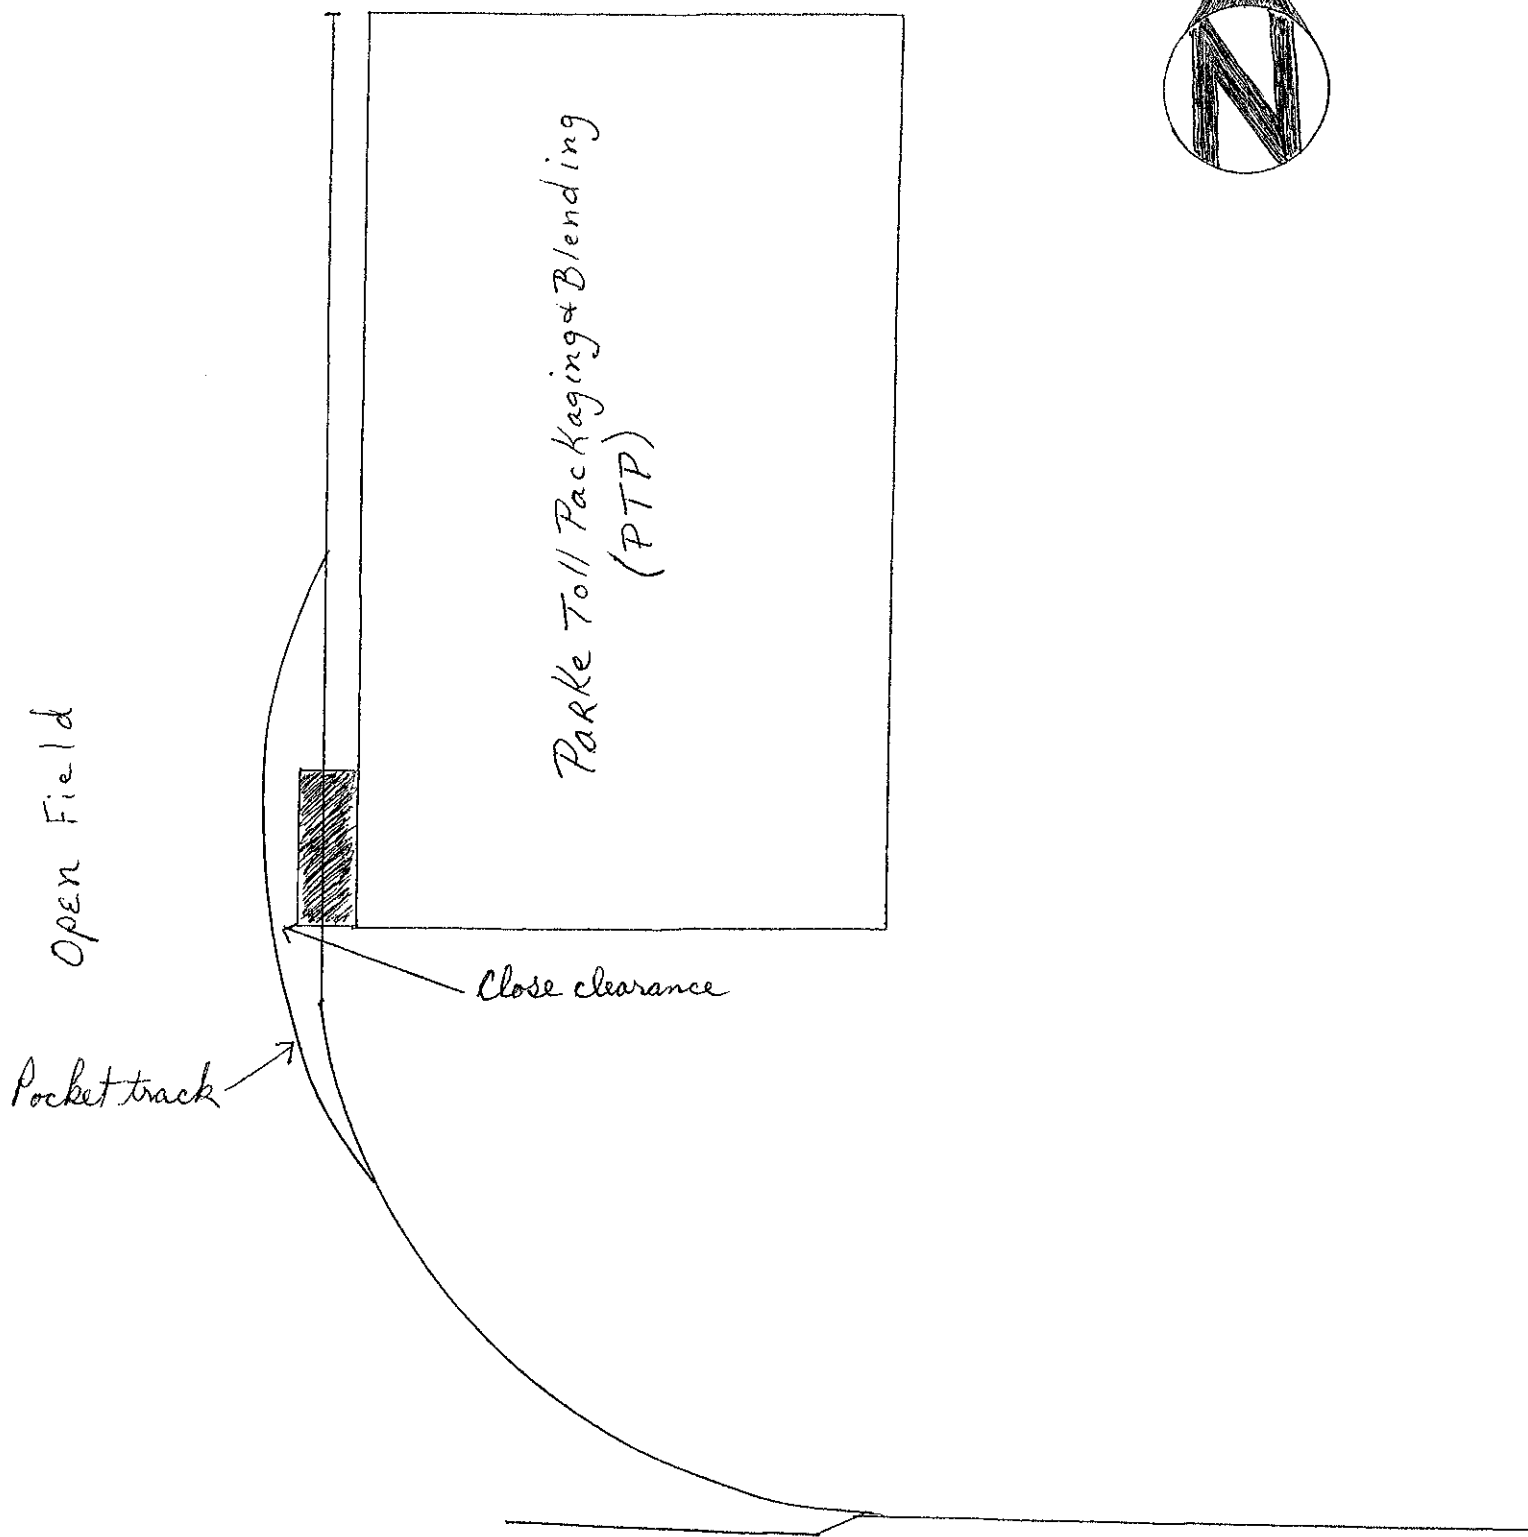 N
Parke Toll Packaging & Blending
(PTP)
Open Field
Close clearance
Pocket track